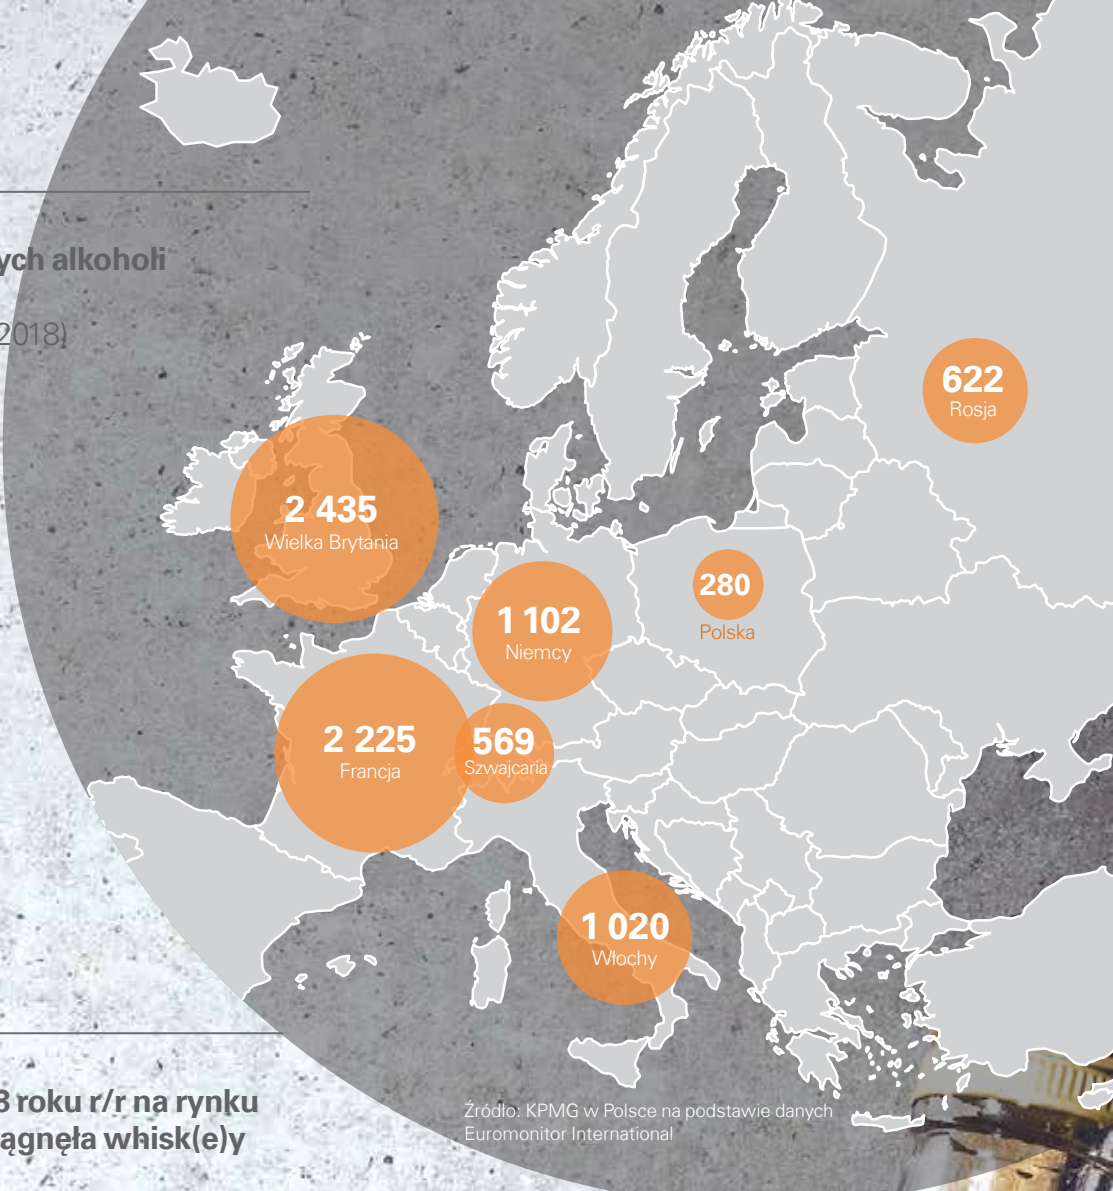 ych alkoholi
2018)
622
Rosja
2 435
Wielka Brytania
280
Polska
1 102
Niemcy
2 225
Francja
569
Szwajcaria
1 020
Włochy
8 roku r/r na rynku
ągnęła whisk(e)y
Źródło: KPMG w Polsce na podstawie danych
Euromonitor International